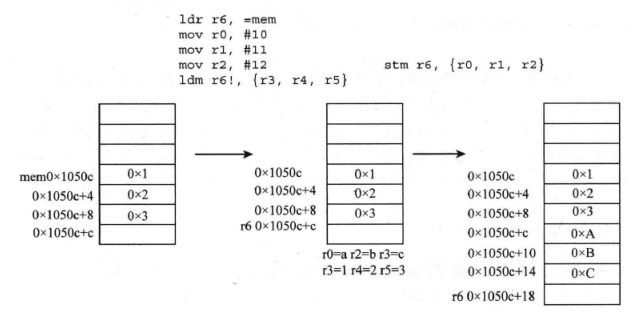 ldr r6, =mem
mov r0, #10
mov r1, #11
mov r2, #12
ldm r6!, {r3, r4, r5}
stm r6, {r0, r1, r2}
mem0×1050c 0×1
0×1050c+4 0×2
0×1050c+8 0×3
0×1050c+c
0×1050c 0×1
0×1050c+4 0×2
0×1050c+8 0×3
r6 0×1050c+c
r0=a r2=b r3=c
r3=1 r4=2 r5=3
0×1050c 0×1
0×1050c+4 0×2
0×1050c+8 0×3
0×1050c+c 0×A
0×1050c+10 0×B
0×1050c+14 0×C
r6 0×1050c+18